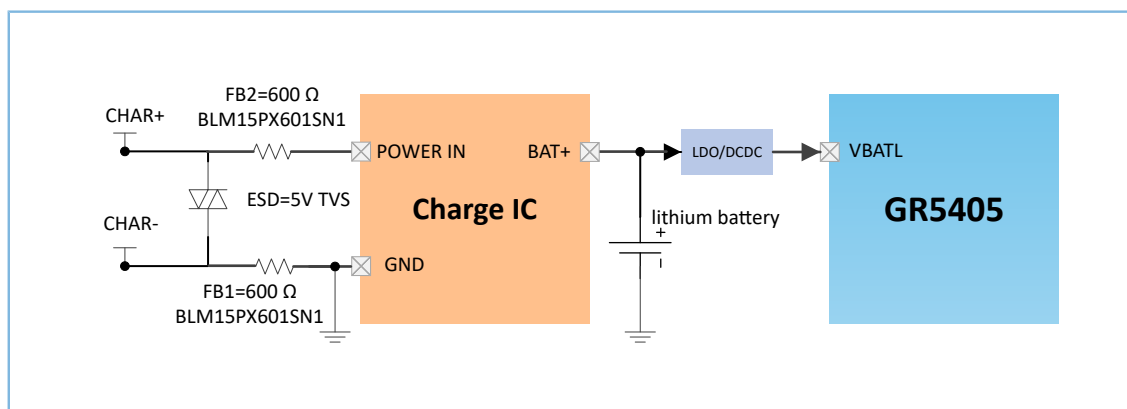 FB2=600 Ω
BLM15PX601SN1
CHAR+
POWER IN
BAT+
LDO/DCDC
VBATL
ESD=5V TVS
Charge IC
GR5405
CHAR-
lithium battery
+
-
GND
FB1=600 Ω
BLM15PX601SN1